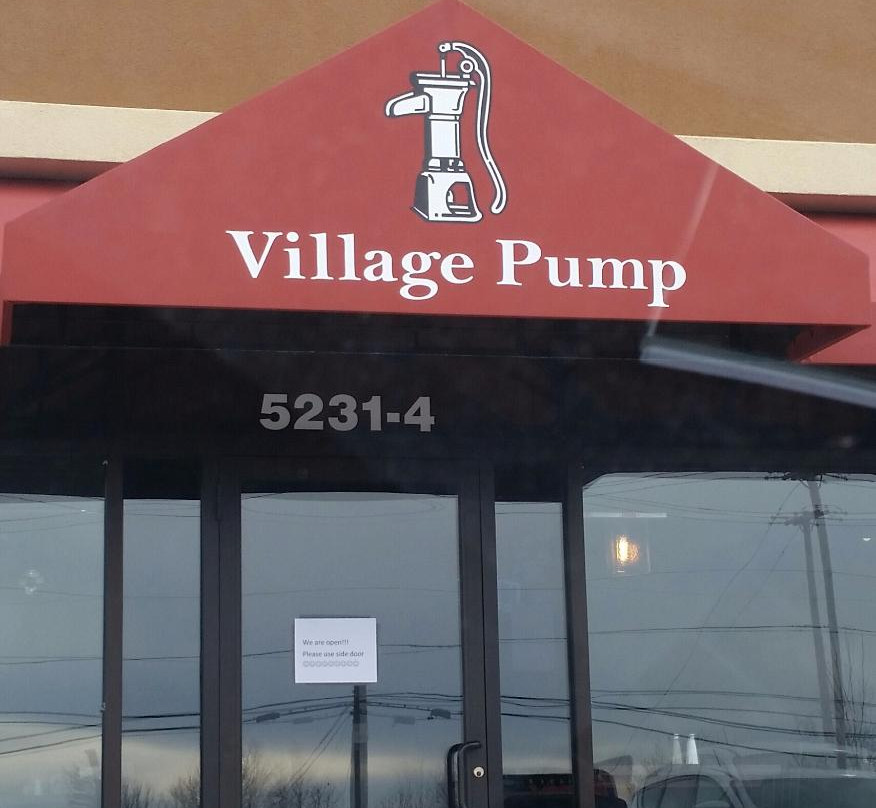 Village Pump
5231-4
We are open!!!
Please use side door
☺☺☺☺☺☺☺☺☺